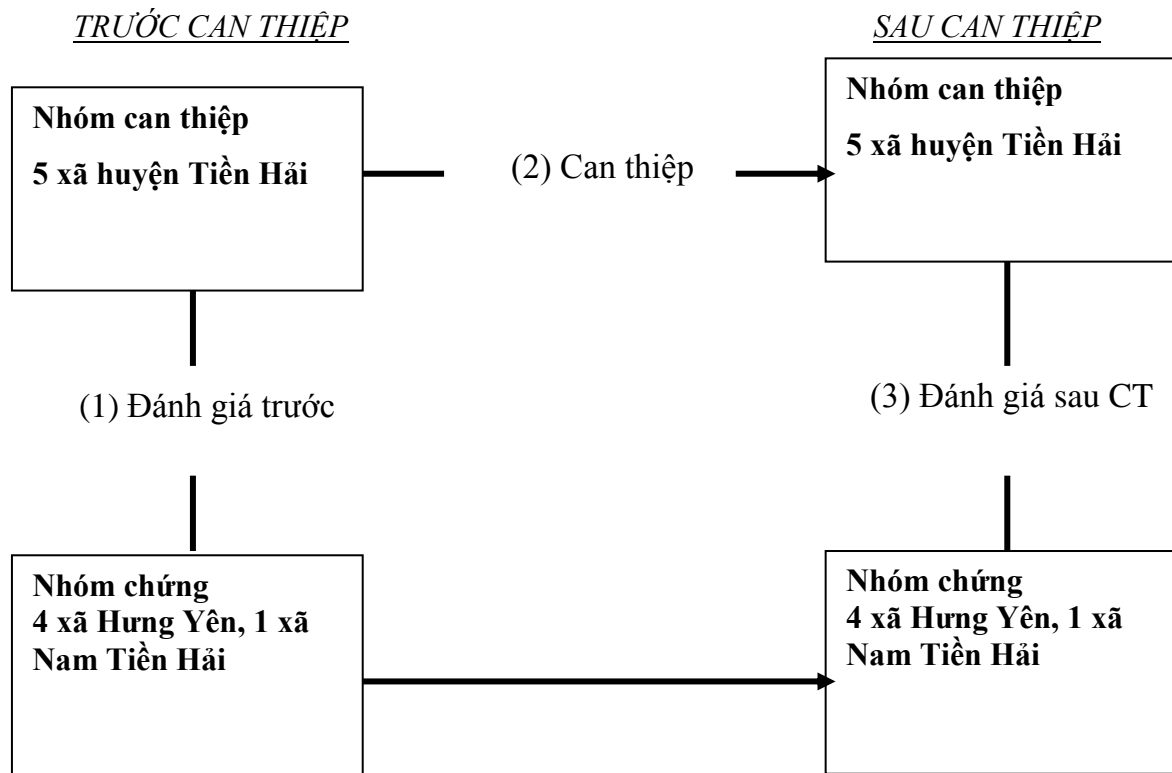 TRƯỚC CAN THIỆP
SAU CAN THIỆP
Nhóm can thiệp
5 xã huyện Tiền Hải
(2) Can thiệp
Nhóm can thiệp
5 xã huyện Tiền Hải
(1) Đánh giá trước
(3) Đánh giá sau CT
Nhóm chứng
4 xã Hưng Yên, 1 xã
Nam Tiền Hải
Nhóm chứng
4 xã Hưng Yên, 1 xã
Nam Tiền Hải